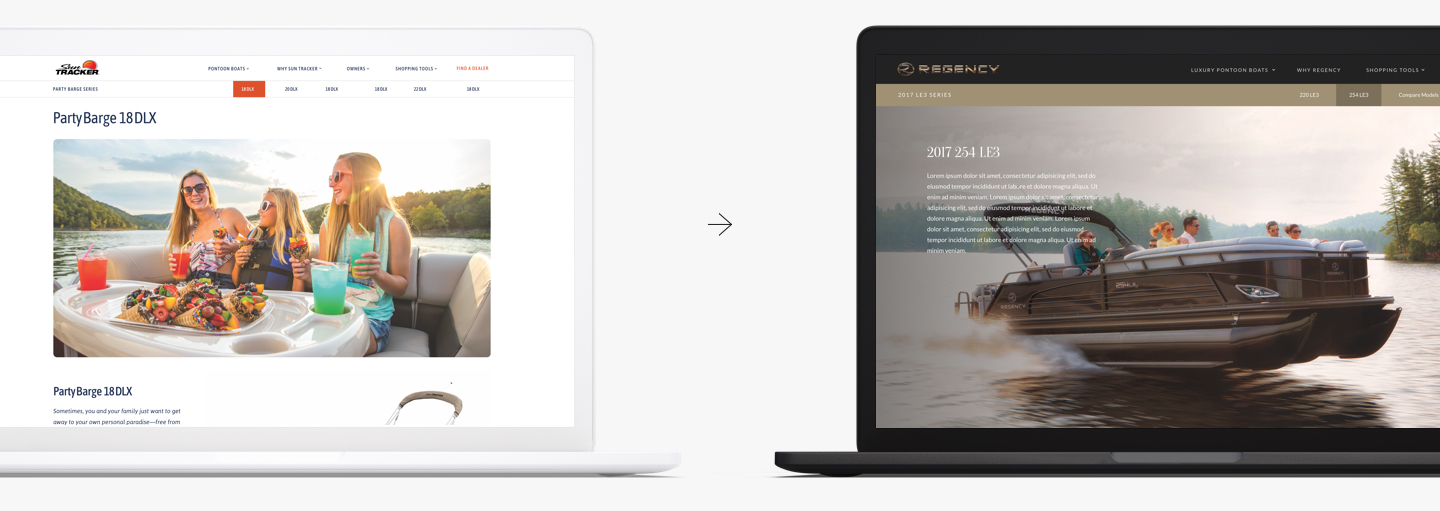 Sun
TRACKER
PONTOON BOATS
WHY SUN TRACKER
OWNERS
SHOPPING TOOLS
FIND A DEALER
PARTY BARGE SERIES
18 DLX
20 DLX
18 DLX
18 DLX
22 DLX
18 DLX
Party Barge 18 DLX
Party Barge 18 DLX
Sometimes, you and your family just want to get
away to your own personal paradise—free from
REGENCY
LUXURY PONTOON BOATS
WHY REGENCY
SHOPPING TOOLS
2017 LE3 SERIES
220 LE3
254 LE3
Compare Models
2017 254 LE3
Lorem ipsum dolor sit amet, consectetur adipisicing elit, sed do
eiusmod tempor incididunt ut labore et dolore magna aliqua. Ut
enim ad minim veniam. Lorem ipsum dolor sit amet, consectetur
adipisicing elit, sed do eiusmod tempor incididunt ut labore et
dolore magna aliqua. Ut enim ad minim veniam. Lorem ipsum
dolor sit amet, consectetur adipisicing elit, sed do eiusmod
tempor incididunt ut labore et dolore magna aliqua. Ut enim ad
minim veniam.
REGENCY
REGENCY